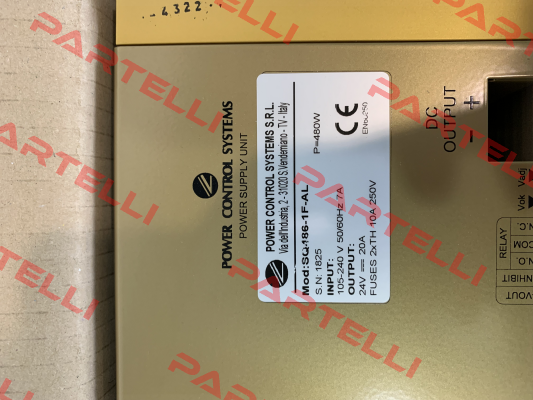 4322
POWER CONTROL SYSTEMS
POWER SUPPLY UNIT
POWER CONTROL SYSTEMS S.R.L.
Via dell'Industria, 2 - 31020 S.Vendemiano - TV - Italy
Mod:SQ486-1F-AL
P=480W
S.N: 1825
INPUT:
105-240 V 50/60Hz 7A
OUTPUT:
24V 20A
FUSES 2xTH 10A 250V
CE
DC
OUTPUT
+
-
Vok Vadj
RELAY
N.C.
COM
N.O.
INHIBIT
PARTELLI
PARTELLI
PARTELLI
PARTELLI
PARTELLI
PARTELLI